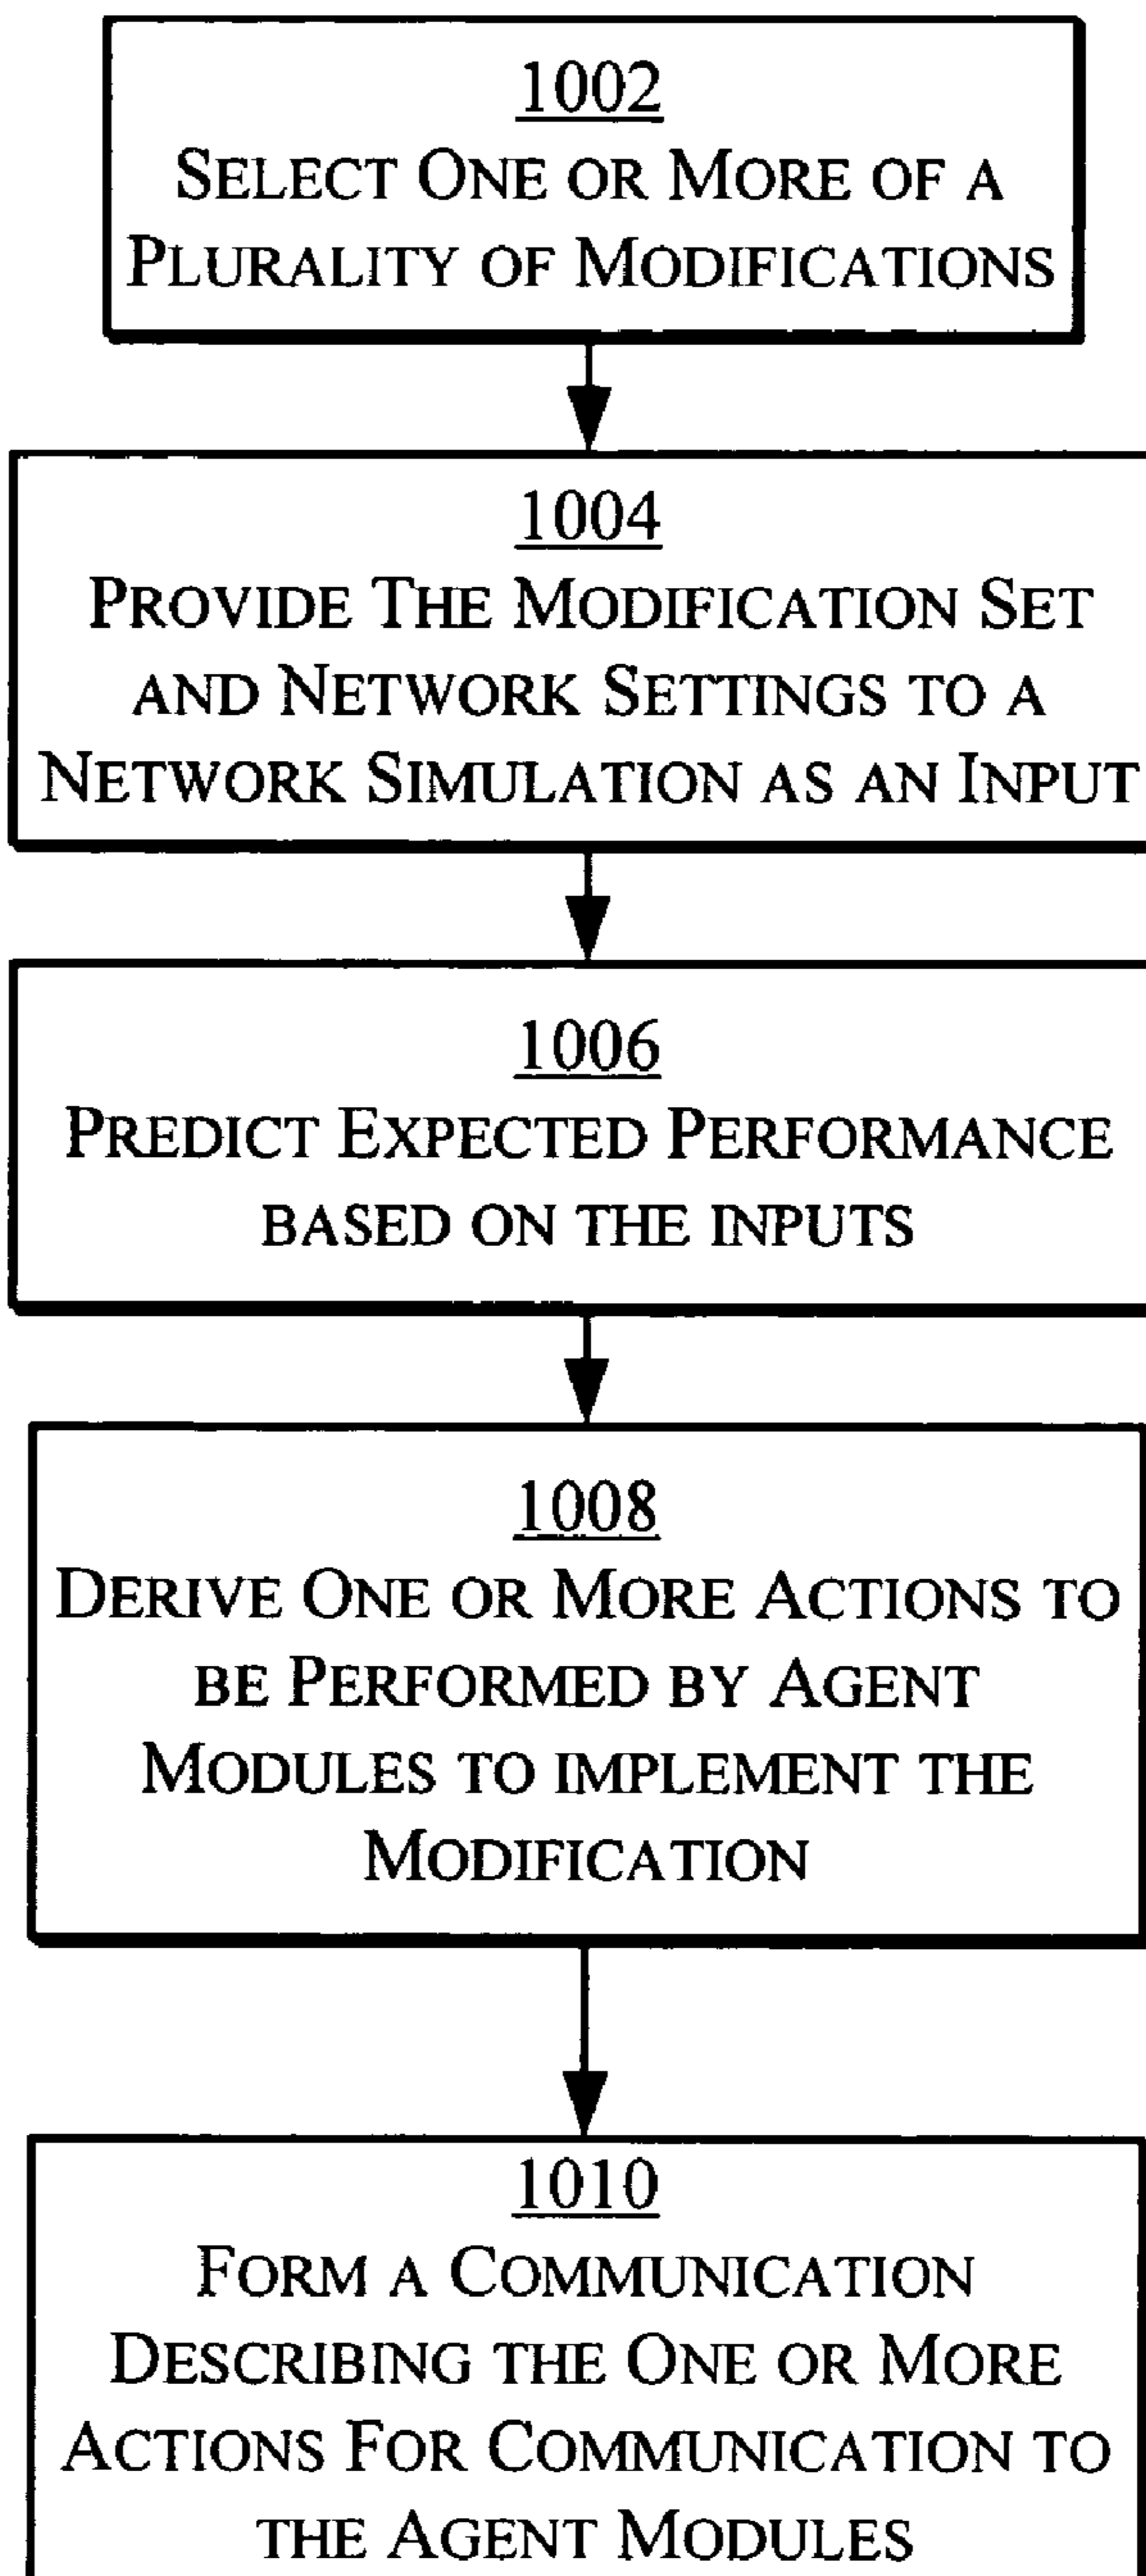 1002
SELECT ONE OR MORE OF A
PLURALITY OF MODIFICATIONS
1004
PROVIDE THE MODIFICATION SET
AND NETWORK SETTINGS TO A
NETWORK SIMULATION AS AN INPUT
1006
PREDICT EXPECTED PERFORMANCE
BASED ON THE INPUTS
1008
DERIVE ONE OR MORE ACTIONS TO
BE PERFORMED BY AGENT
MODULES TO IMPLEMENT THE
MODIFICATION
1010
FORM A COMMUNICATION
DESCRIBING THE ONE OR MORE
ACTIONS FOR COMMUNICATION TO
THE AGENT MODULES